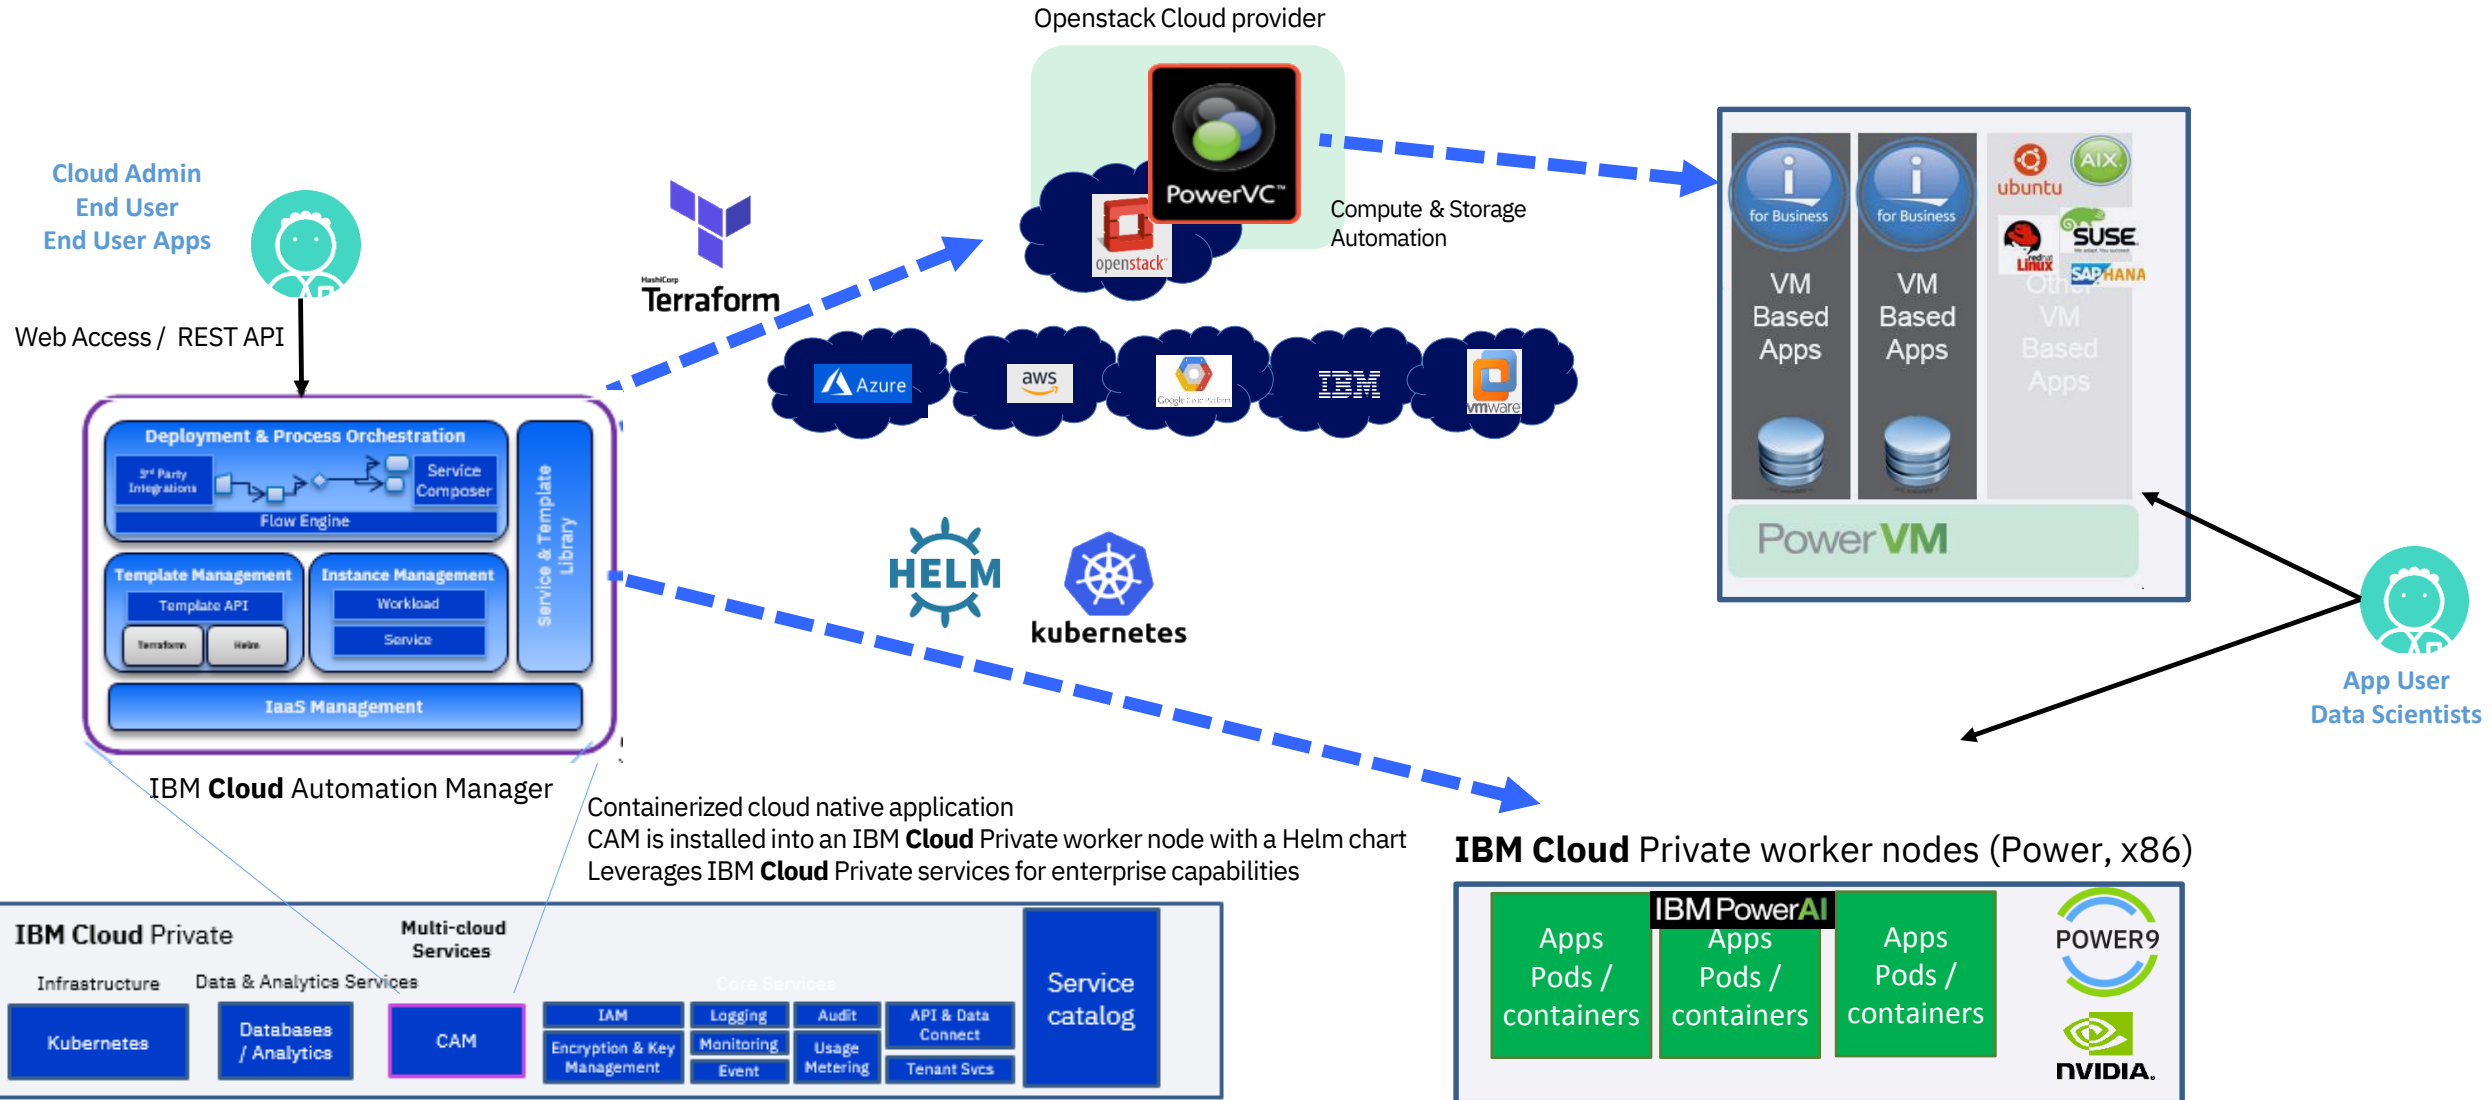 Openstack Cloud provider
PowerVC™
openstack™
Compute & Storage
Automation
Cloud Admin
End User
End User Apps
Web Access / REST API
HashiCorp
Terraform
Azure
aws
Google Cloud Platform
IBM
vmware
i
for Business
VM
Based
Apps
i
for Business
VM
Based
Apps
ubuntu
AIX
redhat
Linux
SUSE
SAP HANA
Other
VM
Based
Apps
PowerVM
App User
Data Scientists
Deployment & Process Orchestration
3rd Party
Integrations
Service
Composer
Flow Engine
Template Management
Template API
Terraform
Helm
Instance Management
Workload
Service
Service & Template
Library
IaaS Management
IBM Cloud Automation Manager
HELM
kubernetes
Containerized cloud native application
CAM is installed into an IBM Cloud Private worker node with a Helm chart
Leverages IBM Cloud Private services for enterprise capabilities
IBM Cloud Private
Multi-cloud
Services
Infrastructure
Data & Analytics Services
Core Services
Kubernetes
Databases
/ Analytics
CAM
IAM
Encryption & Key
Management
Logging
Monitoring
Event
Audit
Usage
Metering
API & Data
Connect
Tenant Svcs
Service
catalog
IBM Cloud Private worker nodes (Power, x86)
Apps
Pods /
containers
IBM PowerAI
Apps
Pods /
containers
Apps
Pods /
containers
POWER9
NVIDIA.